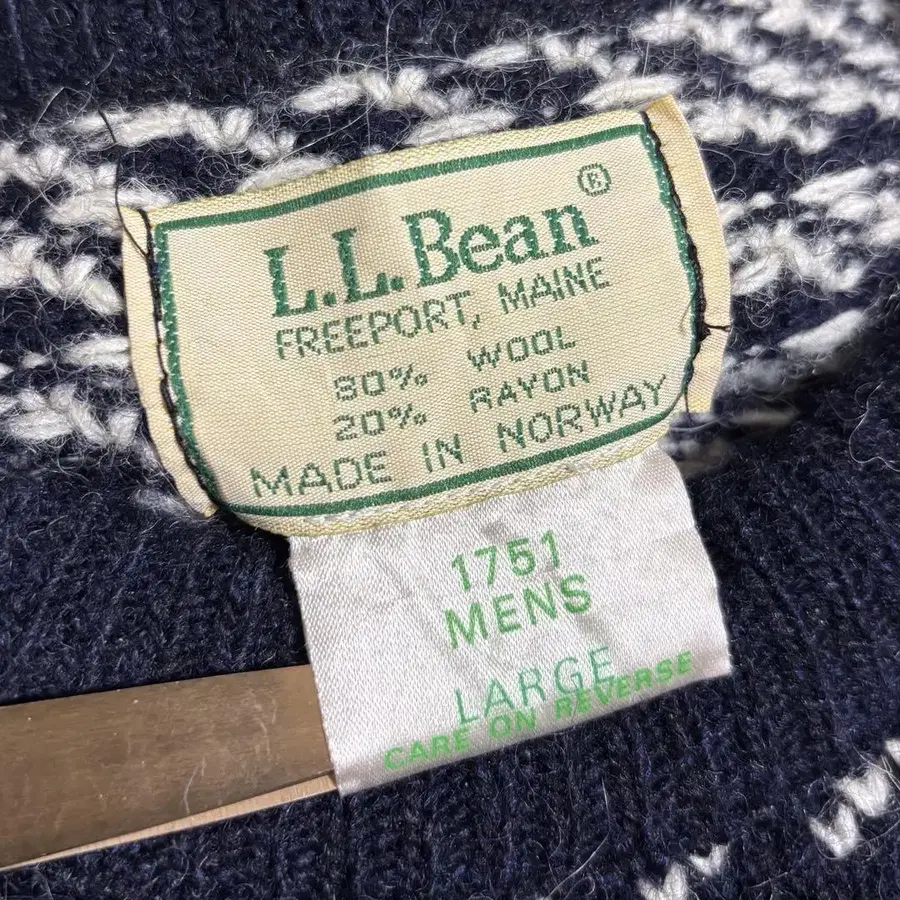 L.L.Bean®
FREEPORT, MAINE
80% WOOL
20% RAYON
MADE IN NORWAY
1751
MENS
LARGE
CARE ON REVERSE